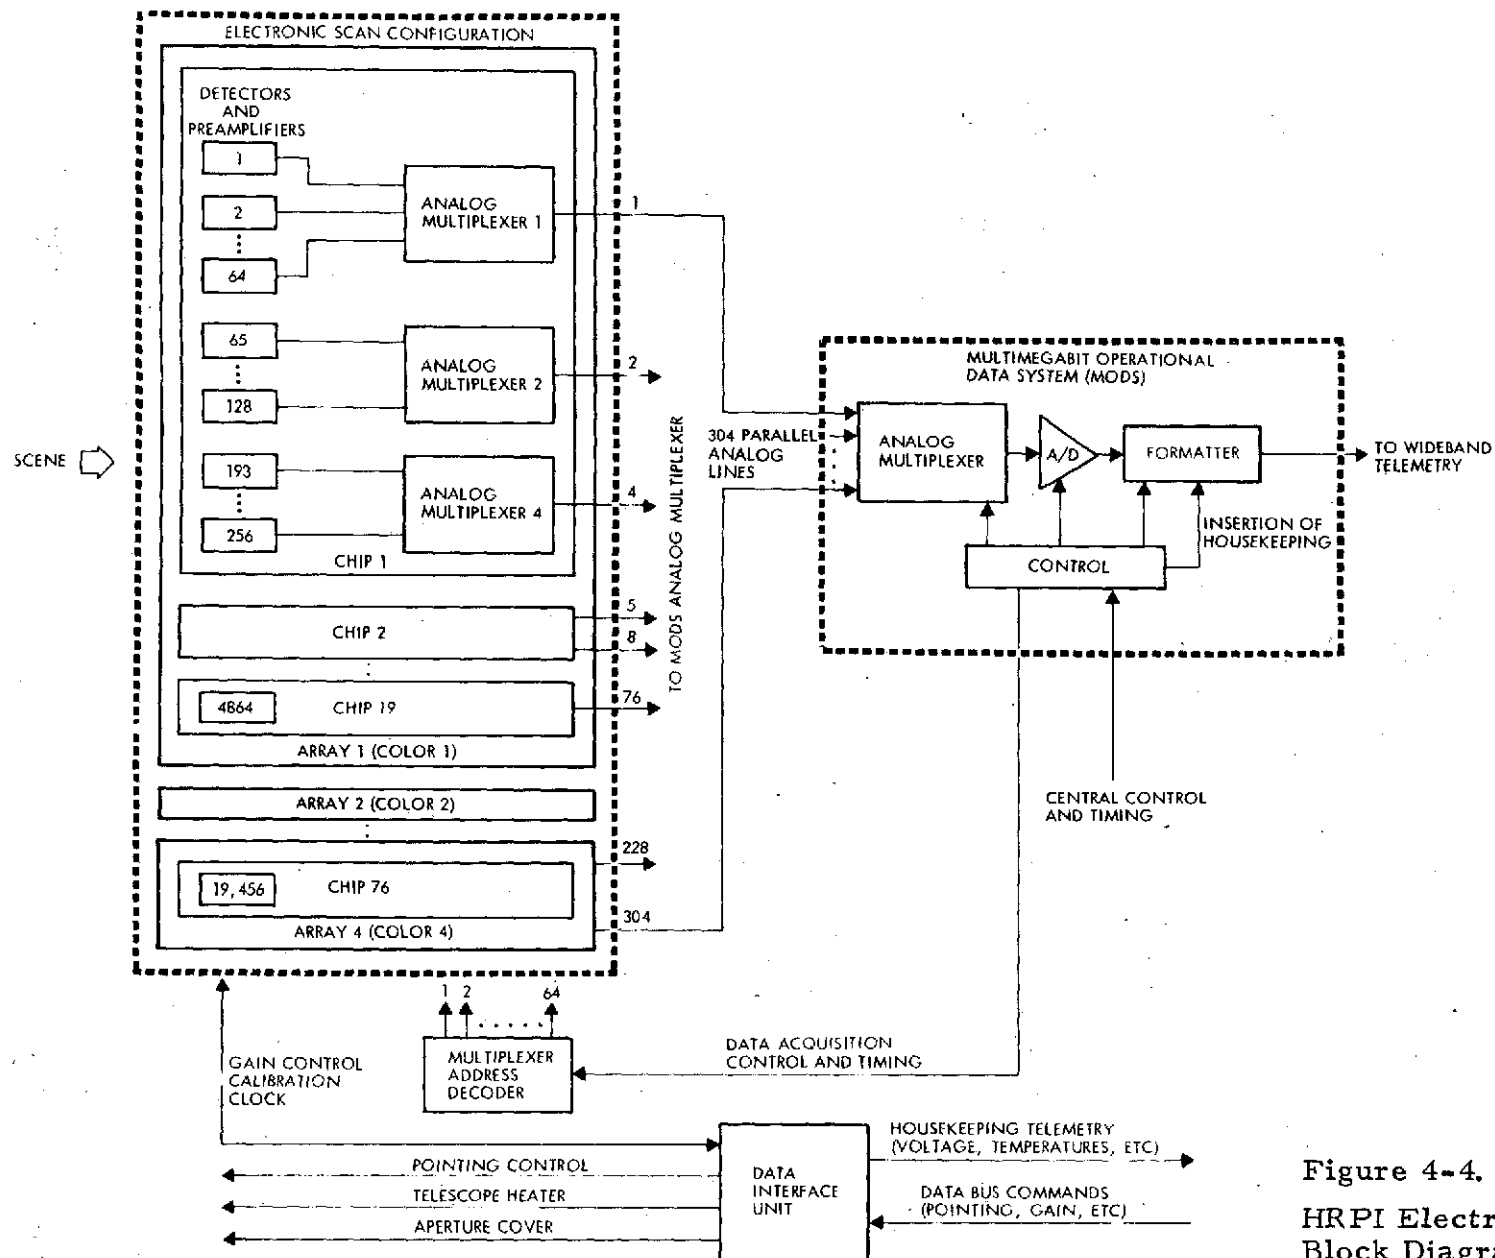 ELECTRONIC SCAN CONFIGURATION
DETECTORS
AND
PREAMPLIFIERS
1
2
64
ANALOG
MULTIPLEXER 1
1
65
128
ANALOG
MULTIPLEXER 2
2
193
256
ANALOG
MULTIPLEXER 4
4
CHIP 1
SCENE
CHIP 2
5
8
4864
CHIP 19
76
ARRAY 1 (COLOR 1)
ARRAY 2 (COLOR 2)
228
19,456
CHIP 76
304
ARRAY 4 (COLOR 4)
TO MODS ANALOG MULTIPLEXER
304 PARALLEL
ANALOG
LINES
MULTIMEGABIT OPERATIONAL
DATA SYSTEM (MODS)
ANALOG
MULTIPLEXER
A/D
FORMATTER
TO WIDEBAND
TELEMETRY
INSERTION OF
HOUSEKEEPING
CONTROL
CENTRAL CONTROL
AND TIMING
1 2 64
MULTIPLEXER
ADDRESS
DECODER
DATA ACQUISITION
CONTROL AND TIMING
GAIN CONTROL
CALIBRATION
CLOCK
POINTING CONTROL
TELESCOPE HEATER
APERTURE COVER
DATA
INTERFACE
UNIT
HOUSEKEEPING TELEMETRY
(VOLTAGE, TEMPERATURES, ETC)
DATA BUS COMMANDS
(POINTING, GAIN, ETC)
Figure 4-4.
HRPI Electr
Block Diagra